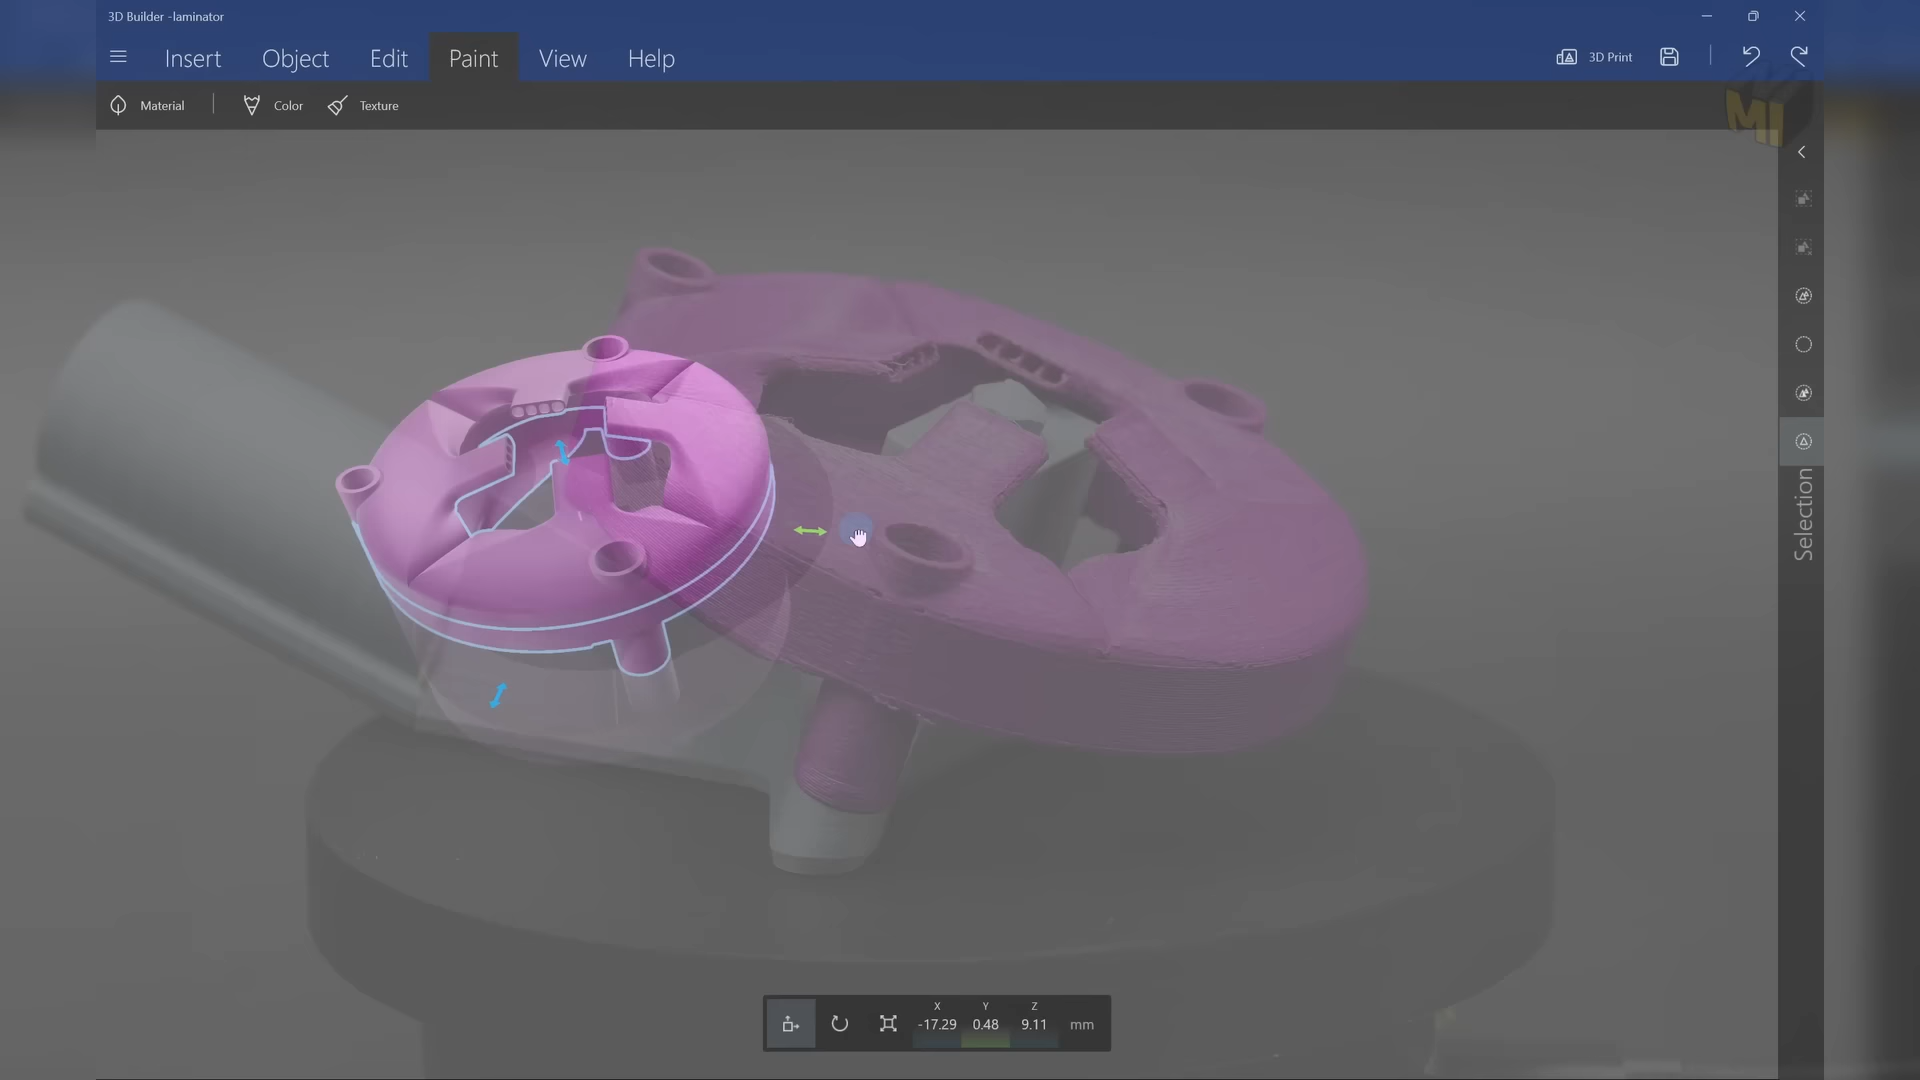 3D Builder -laminator
Insert Object Edit Paint View Help
3D Print
Material Color Texture
MI
Selection
X Y Z
-17.29 0.48 9.11 mm